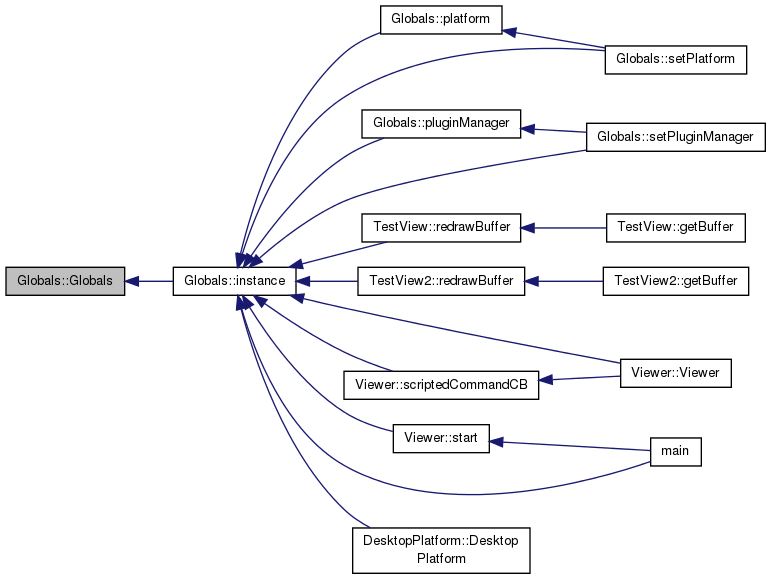 Globals::platform
Globals::setPlatform
Globals::pluginManager
Globals::setPluginManager
TestView::redrawBuffer
TestView::getBuffer
Globals::Globals
Globals::instance
TestView2::redrawBuffer
TestView2::getBuffer
Viewer::Viewer
Viewer::scriptedCommandCB
Viewer::start
main
DesktopPlatform::Desktop
Platform